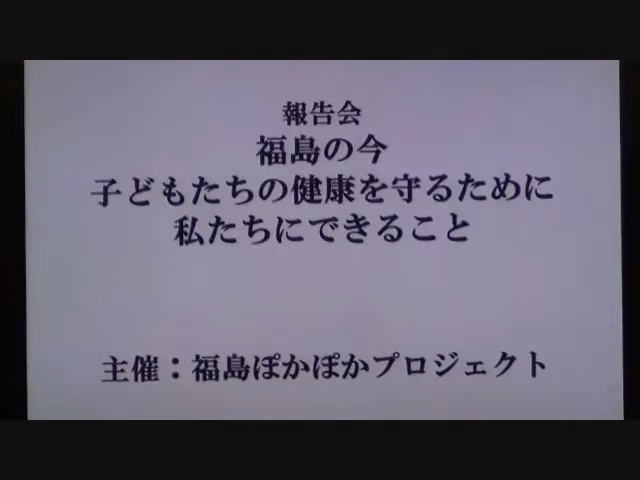 報告会
福島の今
子どもたちの健康を守るために
私たちにできること
主催：福島ぽかぽかプロジェクト